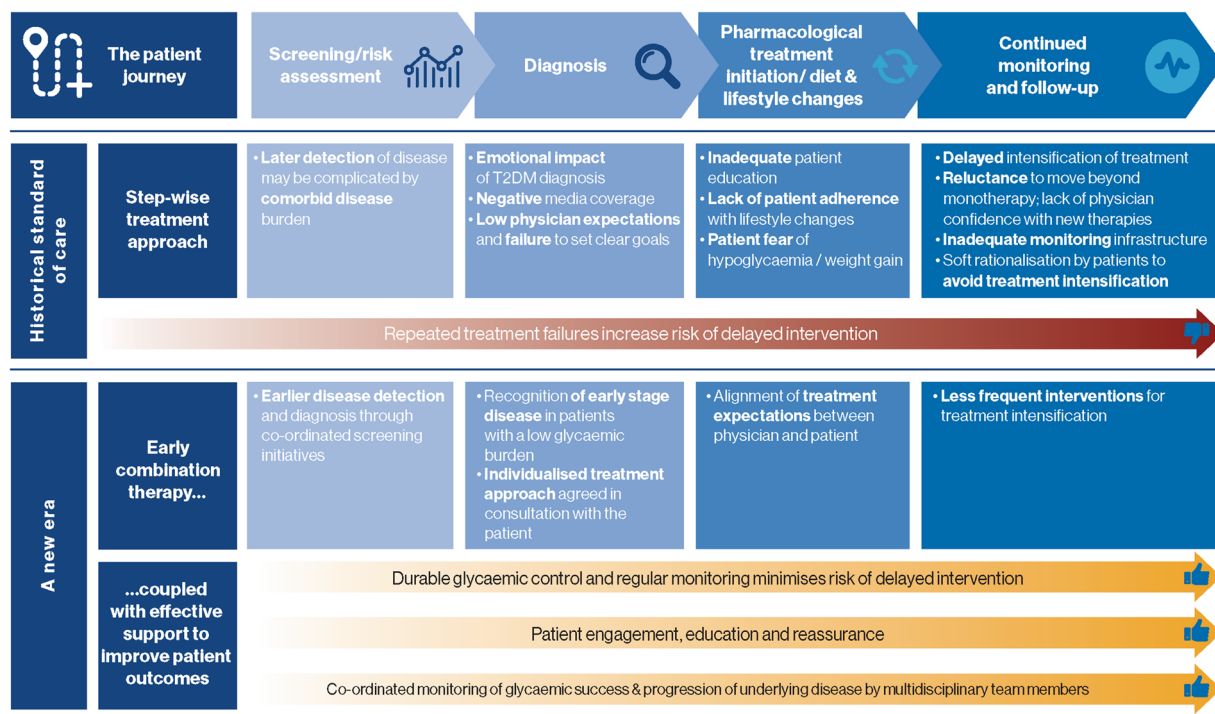 The patient
journey
Screening/risk
assessment
Diagnosis
Pharmacological
treatment
initiation/ diet &
lifestyle changes
Continued
monitoring
and follow-up
Historical standard
of care
Step-wise
treatment
approach
• Later detection of disease
may be complicated by
comorbid disease
burden
• Emotional impact
of T2DM diagnosis
• Negative media coverage
• Low physician expectations
and failure to set clear goals
• Inadequate patient
education
• Lack of patient adherence
with lifestyle changes
• Patient fear of
hypoglycaemia / weight gain
• Delayed intensification of treatment
• Reluctance to move beyond
monotherapy; lack of physician
confidence with new therapies
• Inadequate monitoring infrastructure
• Soft rationalisation by patients to
avoid treatment intensification
Repeated treatment failures increase risk of delayed intervention
A new era
Early
combination
therapy...
• Earlier disease detection
and diagnosis through
co-ordinated screening
initiatives
• Recognition of early stage
disease in patients
with a low glycaemic
burden
• Individualised treatment
approach agreed in
consultation with the
patient
• Alignment of treatment
expectations between
physician and patient
• Less frequent interventions for
treatment intensification
...coupled
with effective
support to
improve patient
outcomes
Durable glycaemic control and regular monitoring minimises risk of delayed intervention
Patient engagement, education and reassurance
Co-ordinated monitoring of glycaemic success & progression of underlying disease by multidisciplinary team members